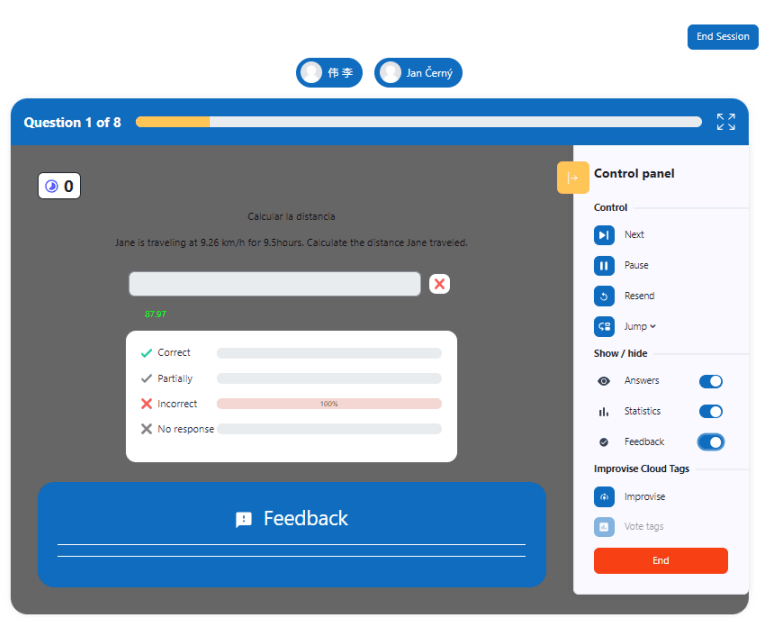 End Session
伟 李
Jan Černý
Question 1 of 8
0
Calcular la distancia
Jane is traveling at 9.26 km/h for 9.5hours. Calculate the distance Jane traveled.
87.97
Correct
Partially
Incorrect
100%
No response
Feedback
Control panel
Control
Next
Pause
Resend
Jump
Show / hide
Answers
Statistics
Feedback
Improvise Cloud Tags
Improvise
Vote tags
End